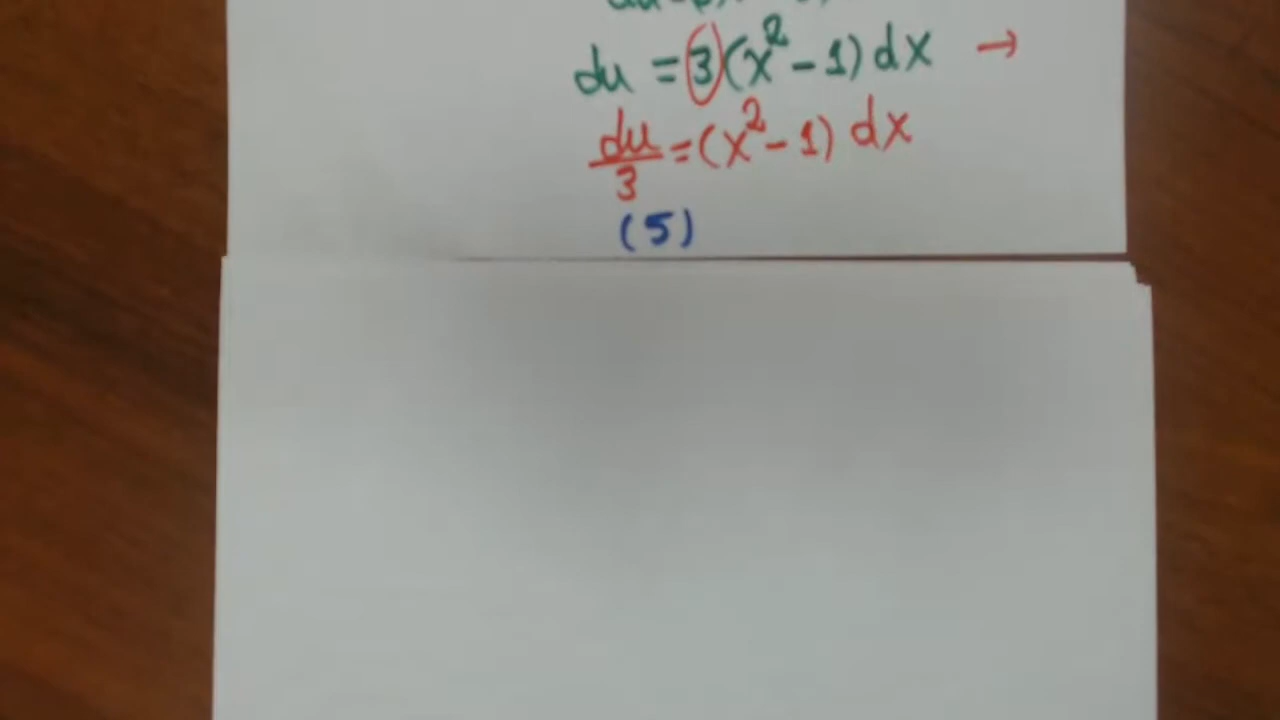 du = 3(x² - 1) dx →
du/3 = (x² - 1) dx
(5)